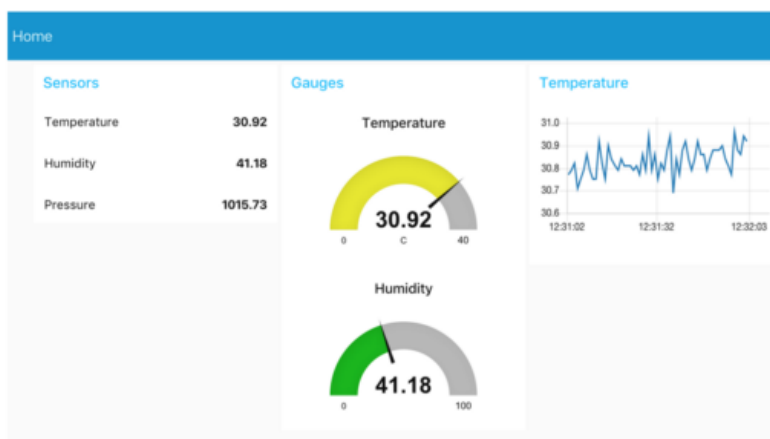 Home
Sensors
Temperature 30.92
Humidity 41.18
Pressure 1015.73
Gauges
Temperature
30.92
0 C 40
Humidity
41.18
0 100
Temperature
31.0
30.9
30.8
30.7
30.6
12:31:02 12:31:32 12:32:03